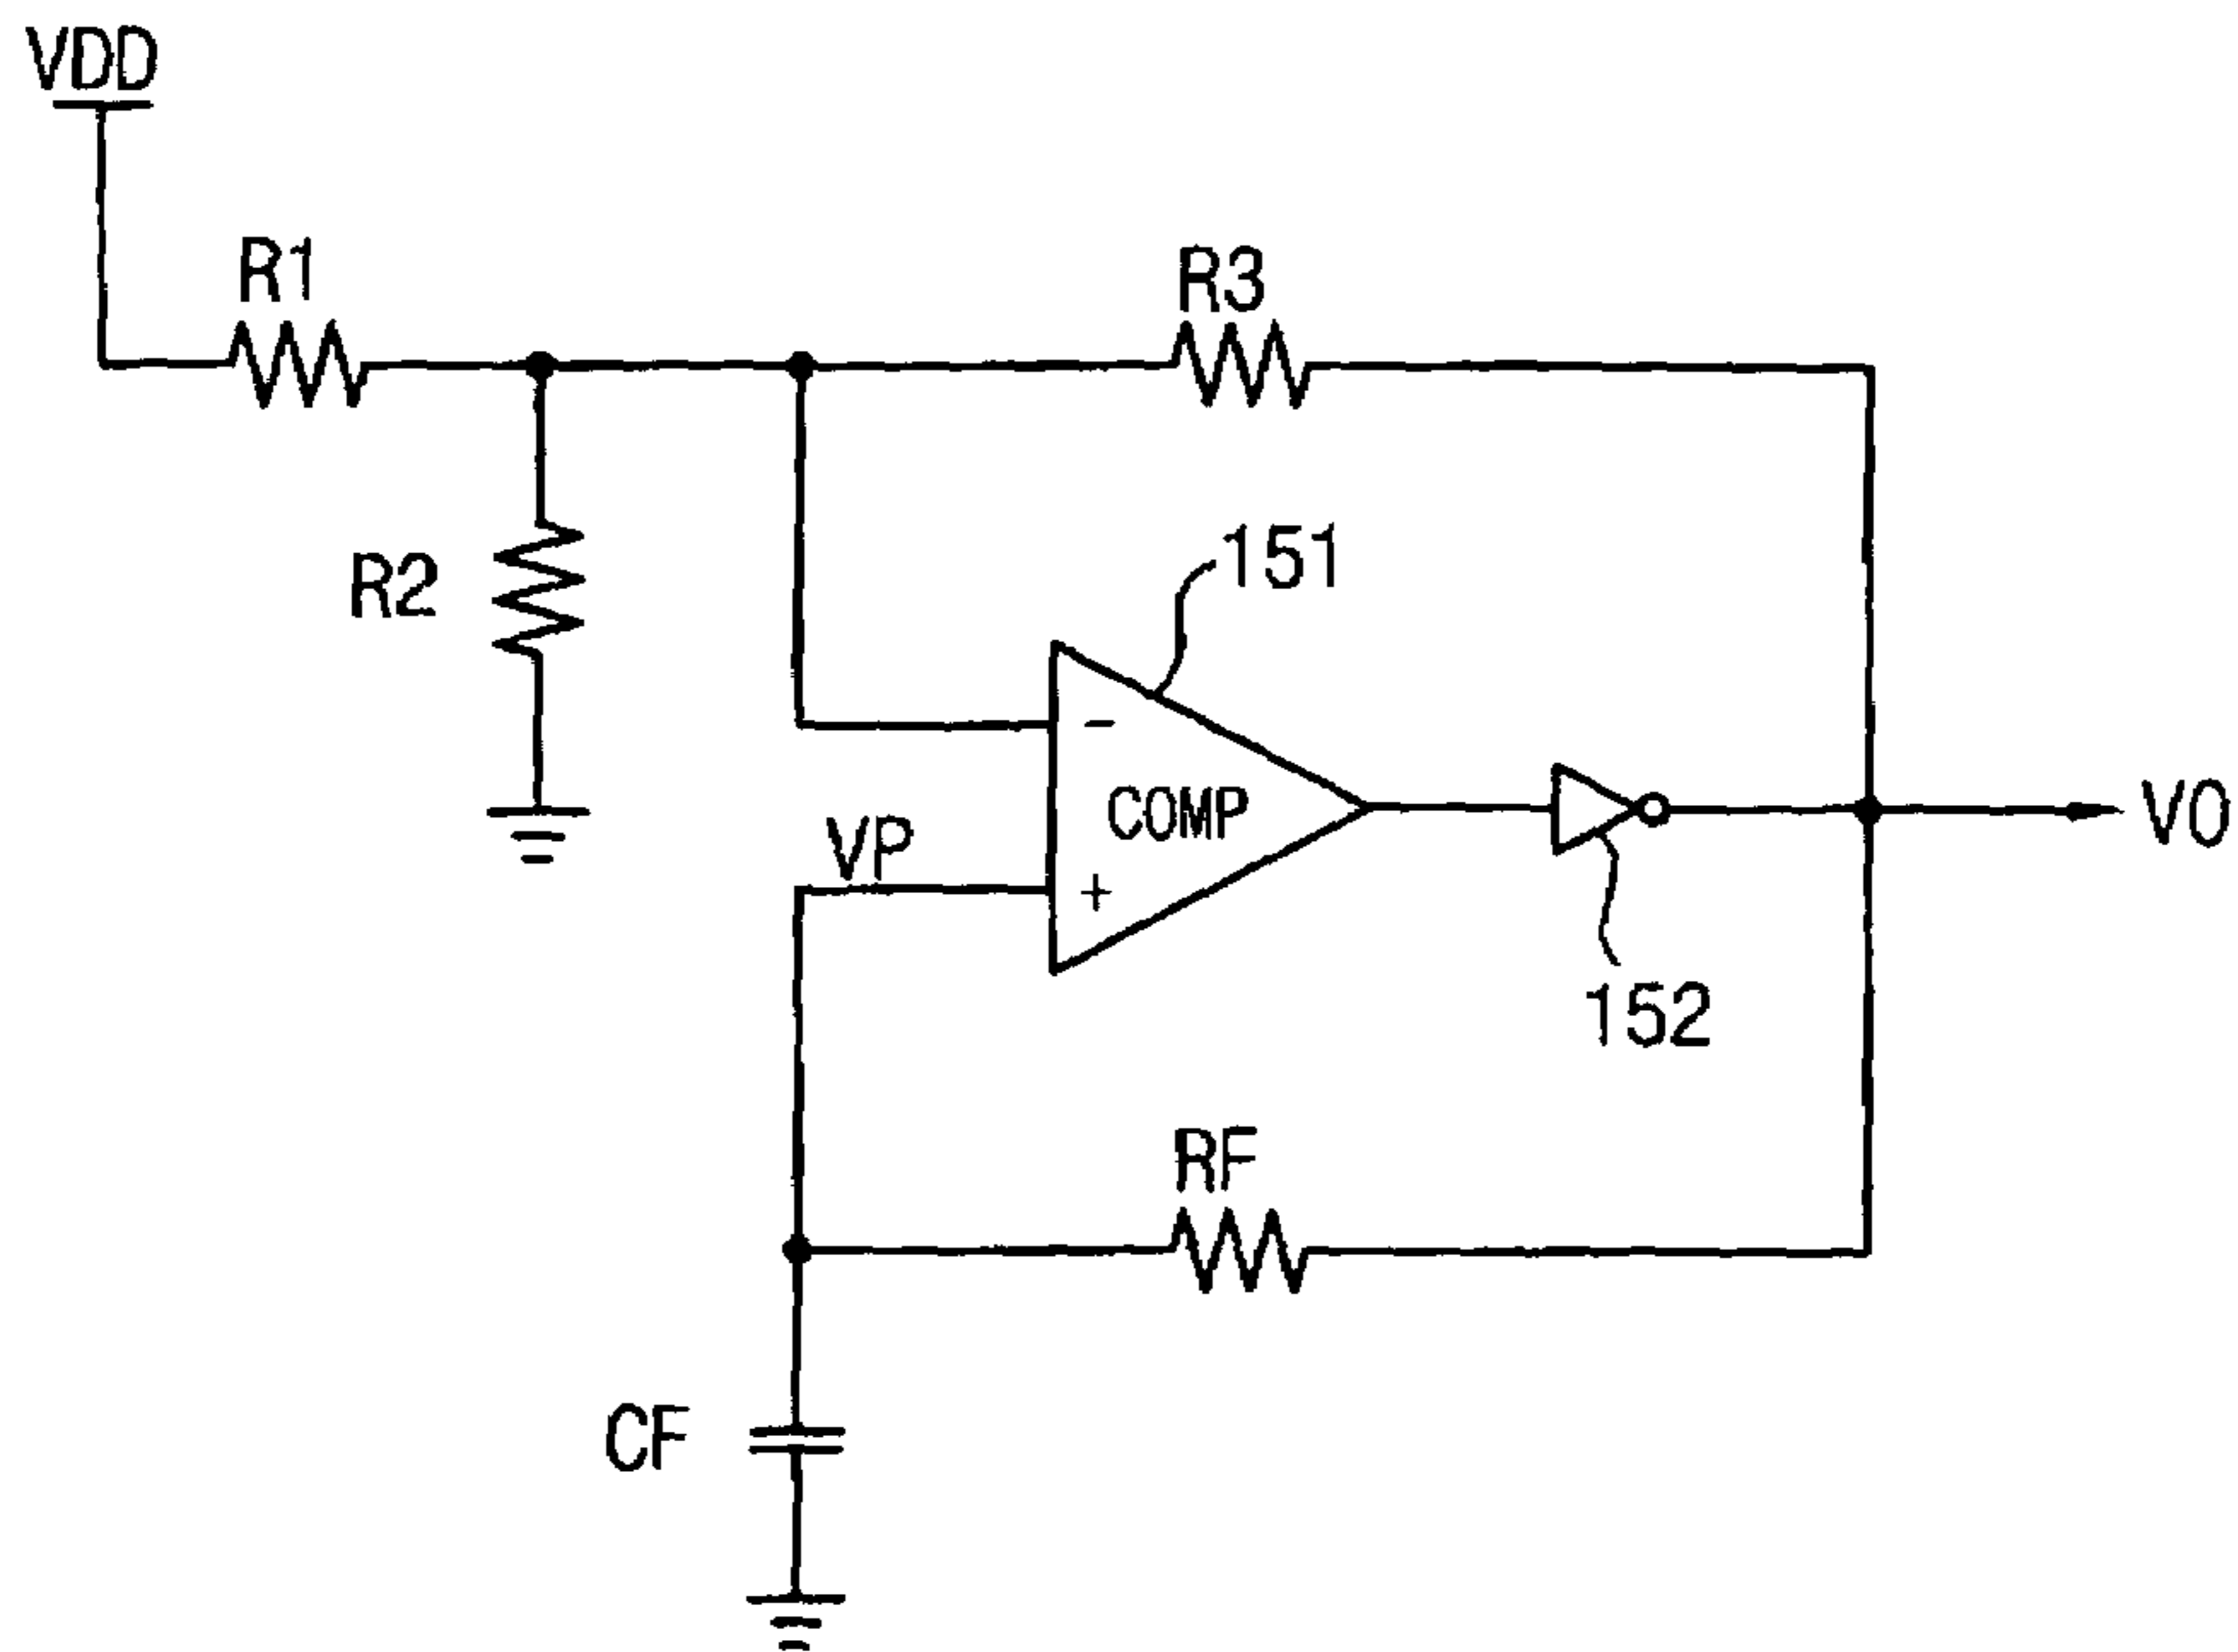 VDD
R1
R3
R2
151
-
COMP
VP
+
VO
152
RF
CF